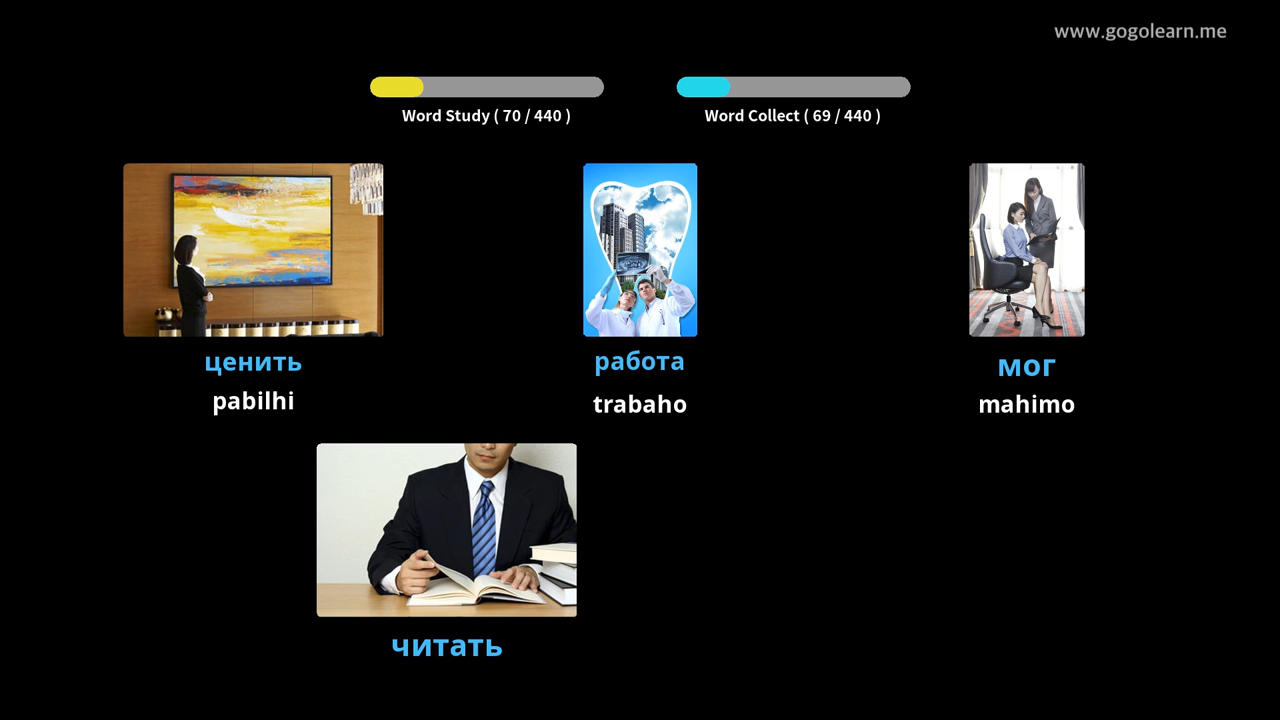 www.gogolearn.me
Word Study ( 70 / 440 )
Word Collect ( 69 / 440 )
ценить
pabilhi
работа
trabaho
мог
mahimo
читать